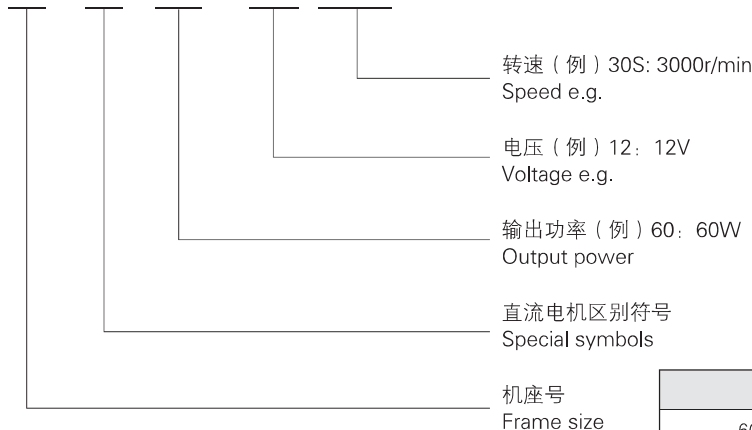 转速（例）30S: 3000r/min
Speed e.g.
电压（例）12：12V
Voltage e.g.
输出功率（例）60：60W
Output power
直流电机区别符号
Special symbols
机座号
Frame size